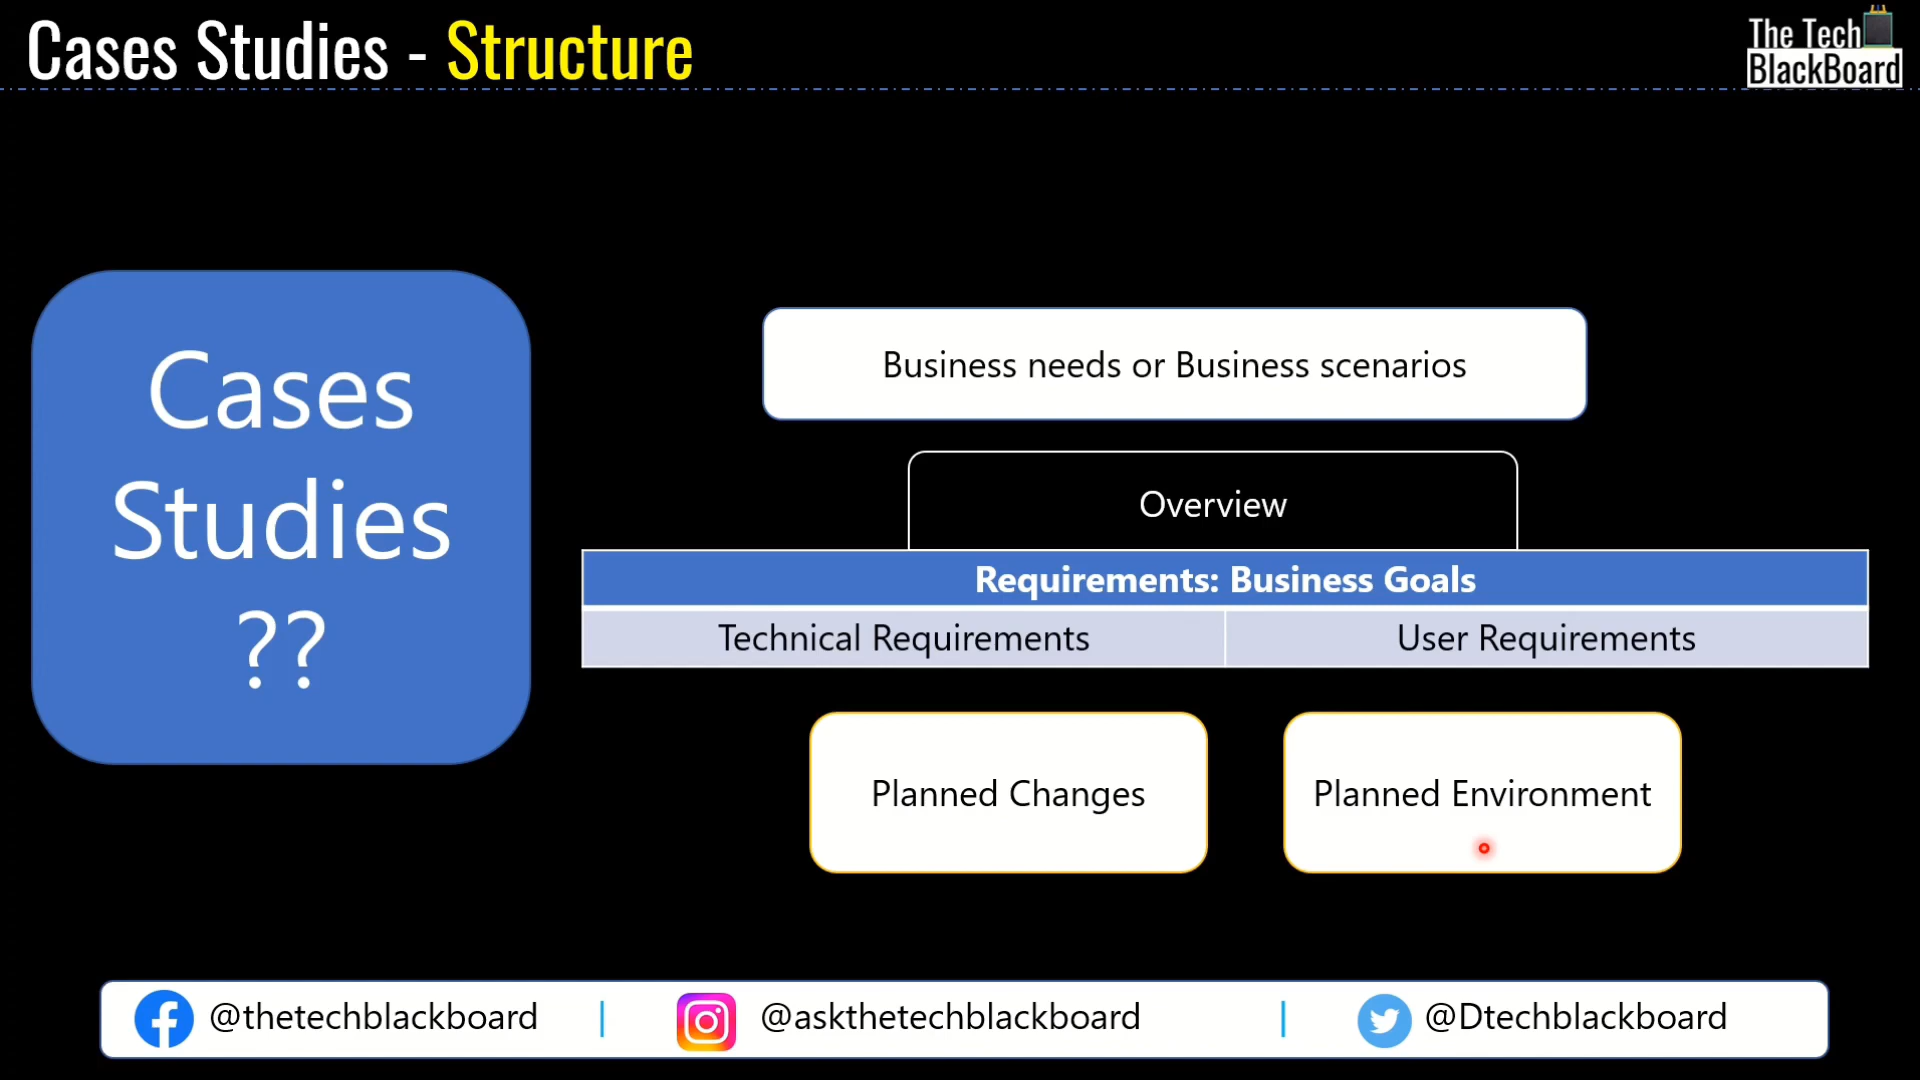 Cases Studies - Structure
The Tech
BlackBoard
Cases
Studies
??
Business needs or Business scenarios
Overview
Requirements: Business Goals
Technical Requirements
User Requirements
Planned Changes
Planned Environment
@thetechblackboard
@askthetechblackboard
@Dtechblackboard